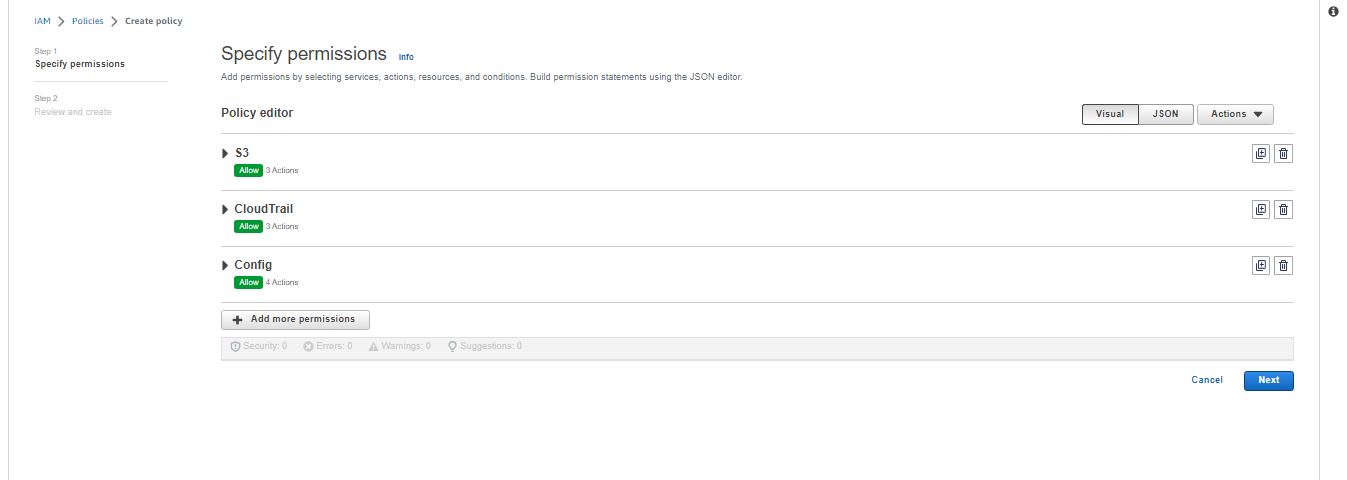 IAM > Policies > Create policy
Step 1
Specify permissions
Step 2
Review and create
Specify permissions Info
Add permissions by selecting services, actions, resources, and conditions. Build permission statements using the JSON editor.
Policy editor
Visual JSON Actions
S3
Allow 3 Actions
CloudTrail
Allow 3 Actions
Config
Allow 4 Actions
Add more permissions
Security: 0 Errors: 0 Warnings: 0 Suggestions: 0
Cancel Next